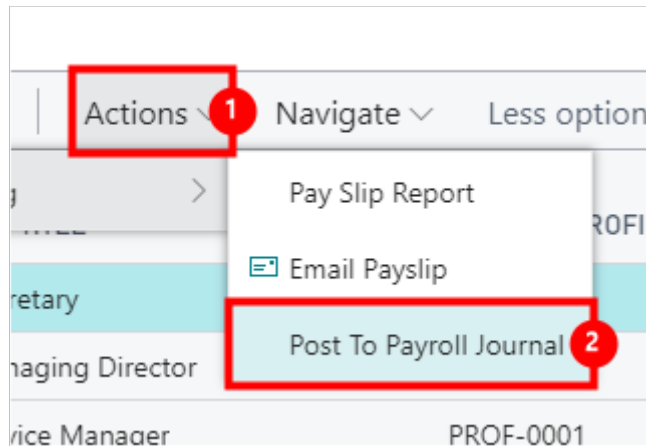 Actions 1 Navigate Less option
Pay Slip Report
Email Payslip
retary
Post To Payroll Journal 2
naging Director
vice Manager PROF-0001